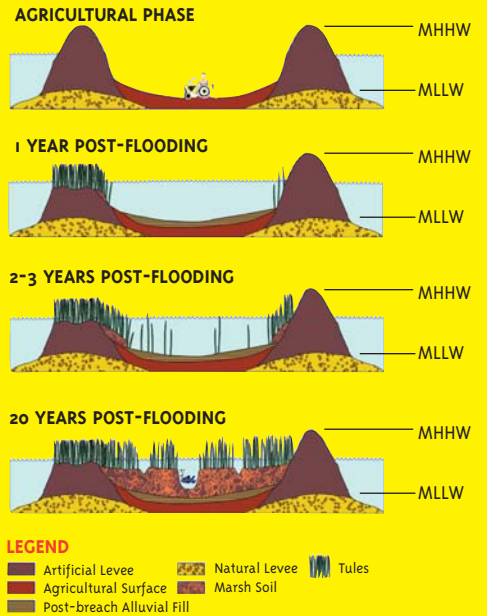 AGRICULTURAL PHASE
MHHW
MLLW
1 YEAR POST-FLOODING
MHHW
MLLW
2-3 YEARS POST-FLOODING
MHHW
MLLW
20 YEARS POST-FLOODING
MHHW
MLLW
LEGEND
Artificial Levee
Natural Levee
Tules
Agricultural Surface
Marsh Soil
Post-breach Alluvial Fill